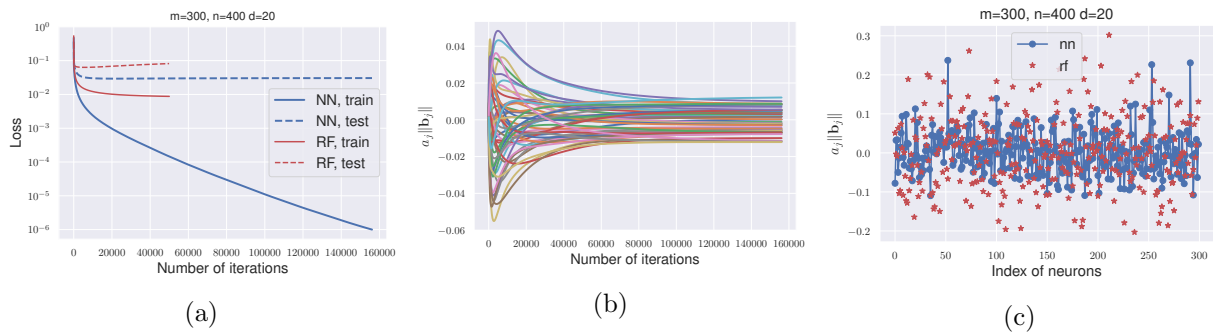 m=300, n=400 d=20
10⁰
10⁻¹
10⁻²
10⁻³
10⁻⁴
10⁻⁵
10⁻⁶
Loss
NN, train
NN, test
RF, train
RF, test
0 20000 40000 60000 80000 100000 120000 140000 160000
Number of iterations
(a)
0.04
0.02
0.00
−0.02
−0.04
−0.06
a_j||b_j||
0 20000 40000 60000 80000 100000 120000 140000 160000
Number of iterations
(b)
m=300, n=400 d=20
0.3
0.2
0.1
0.0
0.1
0.2
a_j||b_j||
nn
rf
0 50 100 150 200 250 300
Index of neurons
(c)